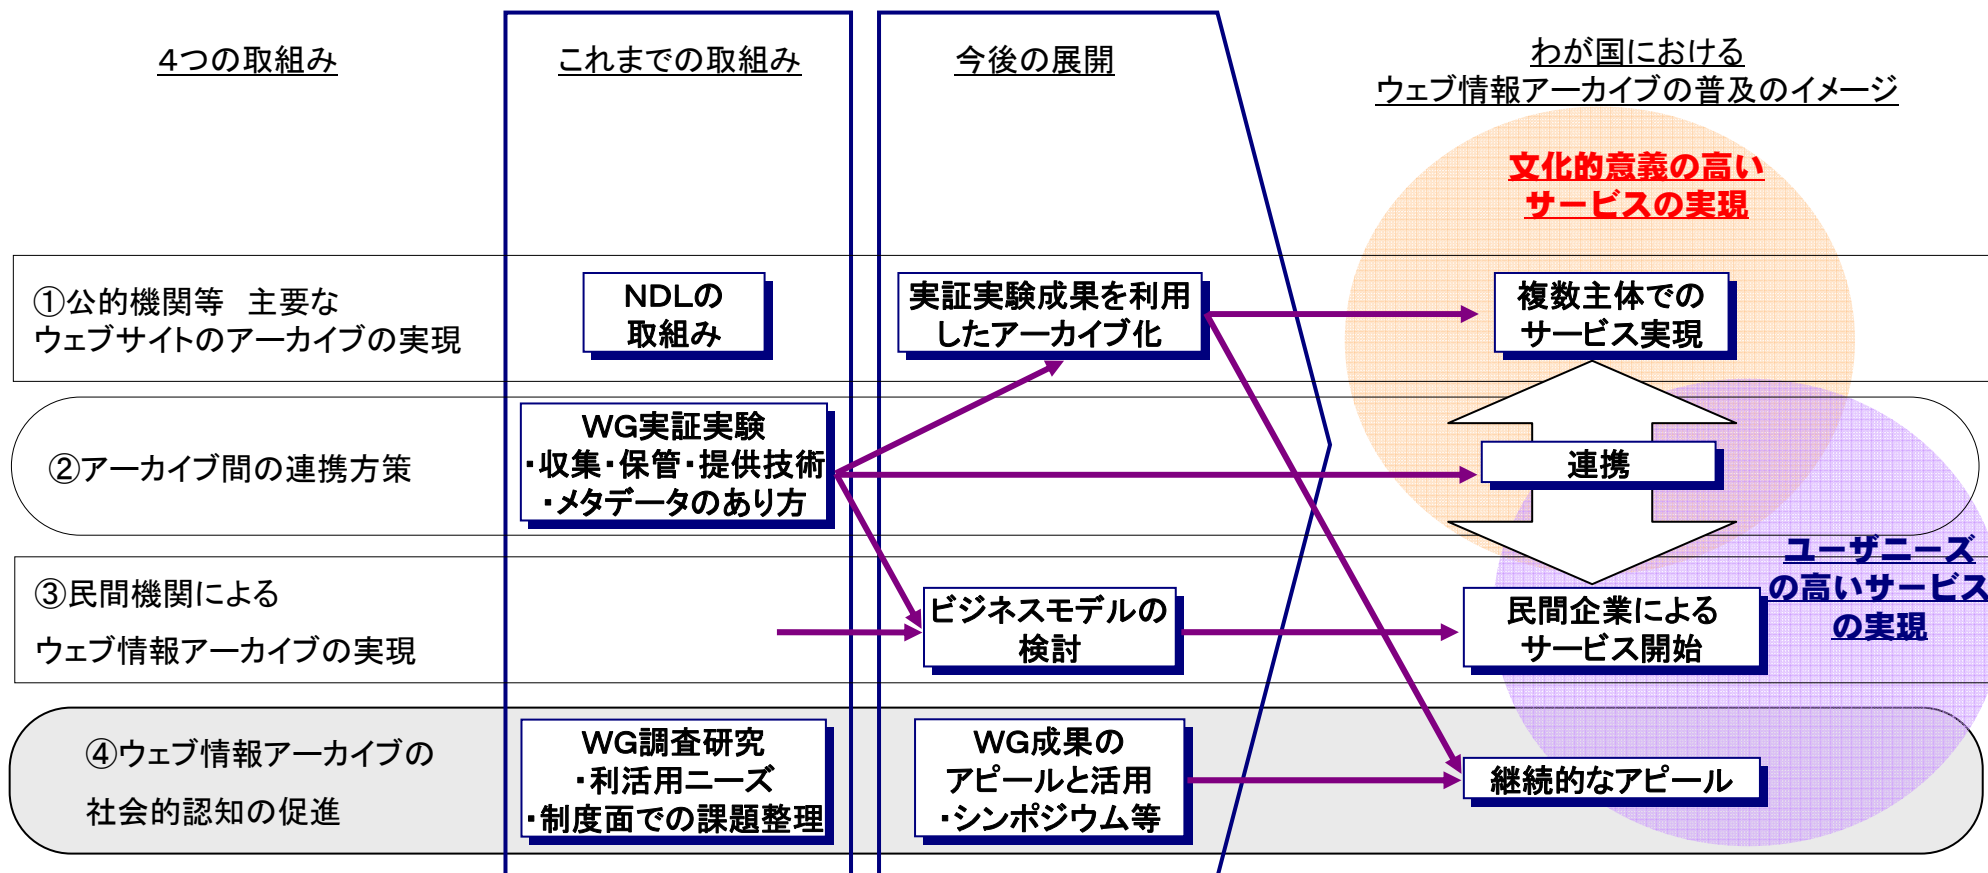 4つの取組み
これまでの取組み
今後の展開
わが国における
ウェブ情報アーカイブの普及のイメージ
文化的意義の高い
サービスの実現
①公的機関等　主要な
ウェブサイトのアーカイブの実現
NDLの
取組み
実証実験成果を利用
したアーカイブ化
複数主体での
サービス実現
②アーカイブ間の連携方策
WG実証実験
・収集・保管・提供技術
・メタデータのあり方
連携
ユーザニーズ
の高いサービス
の実現
③民間機関による
ウェブ情報アーカイブの実現
ビジネスモデルの
検討
民間企業による
サービス開始
④ウェブ情報アーカイブの
社会的認知の促進
WG調査研究
・利活用ニーズ
・制度面での課題整理
WG成果の
アピールと活用
・シンポジウム等
継続的なアピール